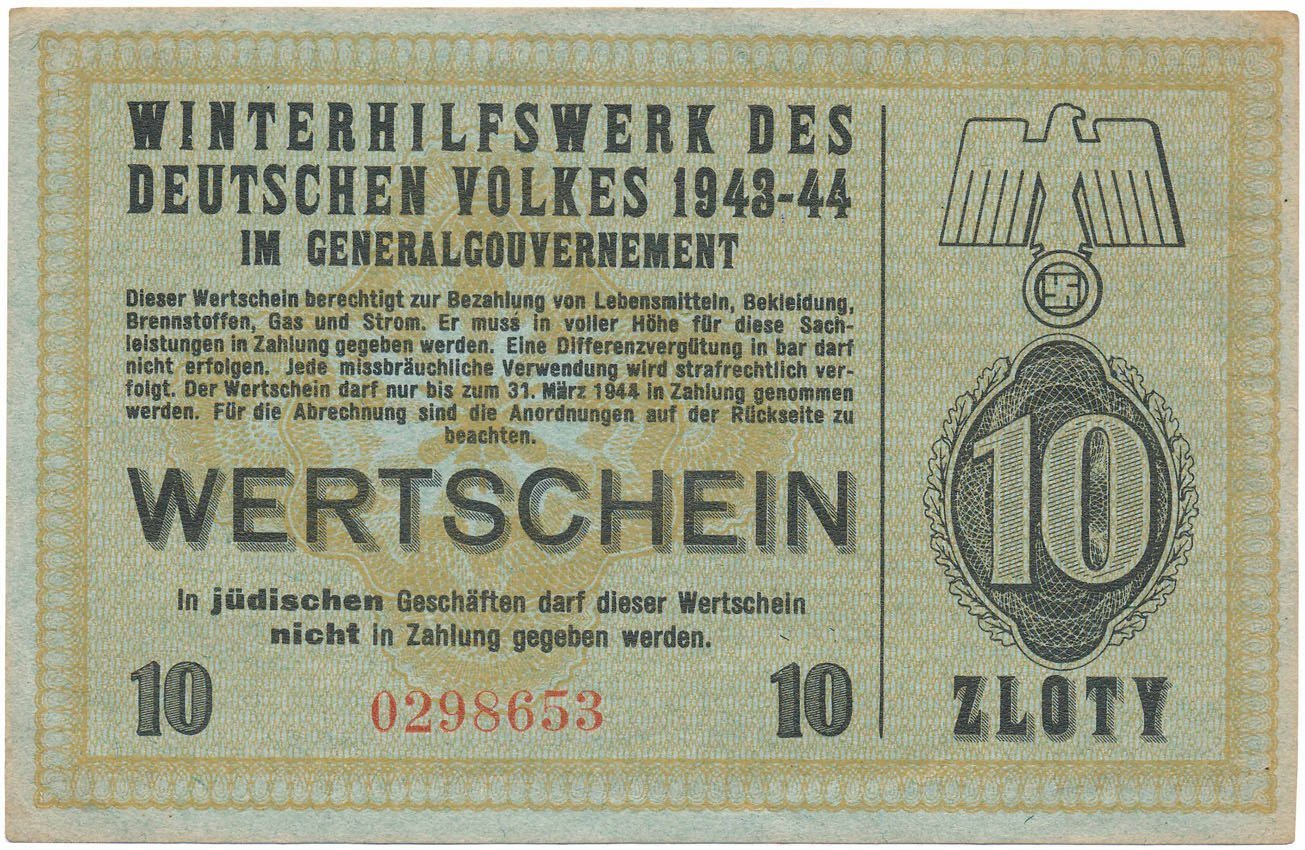 WINTERHILFSWERK DES
DEUTSCHEN VOLKES 1943-44
IM GENERALGOUVERNEMENT
Dieser Wertschein berechtigt zur Bezahlung von Lebensmitteln, Bekleidung,
Brennstoffen, Gas und Strom. Er muss in voller Höhe für diese Sach-
leistungen in Zahlung gegeben werden. Eine Differenzvergütung in bar darf
nicht erfolgen. Jede missbräuchliche Verwendung wird strafrechtlich ver-
folgt. Der Wertschein darf nur bis zum 31. März 1944 in Zahlung genommen
werden. Für die Abrechnung sind die Anordnungen auf der Rückseite zu
beachten.
WERTSCHEIN
In jüdischen Geschäften darf dieser Wertschein
nicht in Zahlung gegeben werden.
10 0298653 10
10
ZLOTY